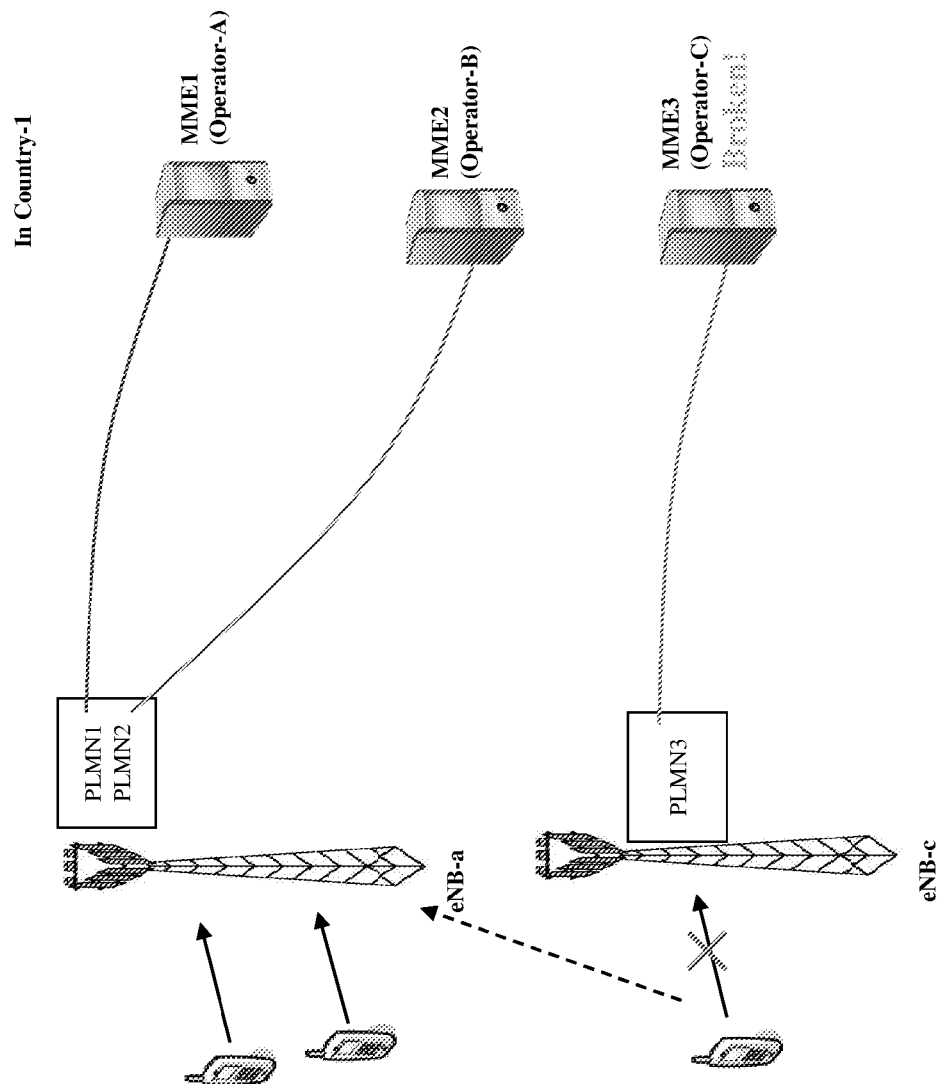 In Country-1
MME1
(Operator-A)
MME2
(Operator-B)
MME3
(Operator-C)
Broken!
PLMN1
PLMN2
PLMN3
eNB-a
eNB-c